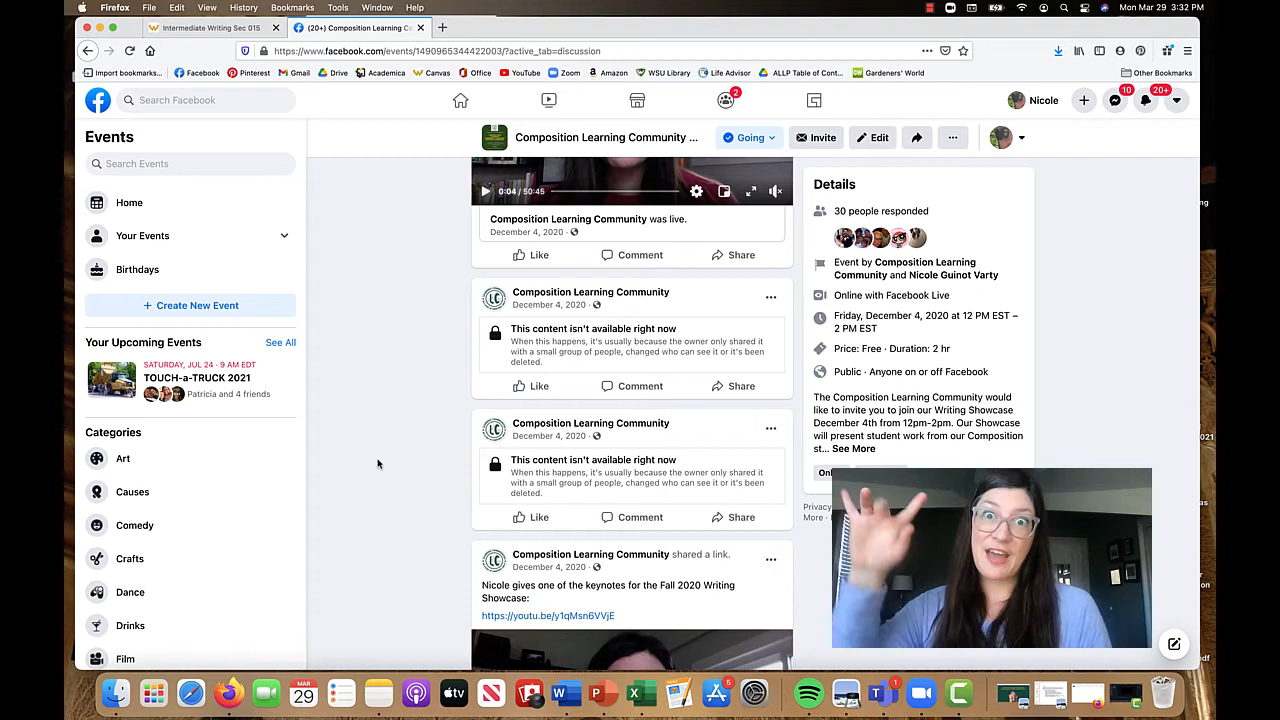 Firefox File Edit View History Bookmarks Tools Window Help
Mon Mar 29 3:32 PM
Intermediate Writing Sec 015
(20+) Composition Learning C
https://www.facebook.com/events/1490965344422003/?active_tab=discussion
Import bookmarks... Facebook Pinterest Gmail Drive Academica Canvas Office YouTube Zoom Amazon WSU Library Life Advisor ALLP Table of Cont... GW Gardeners' World Other Bookmarks
Search Facebook
2
Nicole
10
20+
Events
Search Events
Home
Your Events
Birthdays
+ Create New Event
Your Upcoming Events
See All
SATURDAY, JUL 24 · 9 AM EDT
TOUCH-a-TRUCK 2021
Patricia and 4 friends
Categories
Art
Causes
Comedy
Crafts
Dance
Drinks
Film
Composition Learning Community ...
Going
Invite
Edit
0:04 / 50:45
Composition Learning Community was live.
December 4, 2020 ·
Like Comment Share
LC
Composition Learning Community
December 4, 2020 ·
This content isn't available right now
When this happens, it's usually because the owner only shared it
with a small group of people, changed who can see it or it's been
deleted.
Like Comment Share
LC
Composition Learning Community
December 4, 2020 ·
This content isn't available right now
When this happens, it's usually because the owner only shared it
with a small group of people, changed who can see it or it's been
deleted.
Like Comment Share
LC
Composition Learning Community shared a link.
December 4, 2020 ·
Nicole gives one of the keynotes for the Fall 2020 Writing
Showcase:
https://youtu.be/y1qMsn6VVjE
Details
30 people responded
Event by Composition Learning
Community and Nicole Guinot Varty
Online with Facebook Live
Friday, December 4, 2020 at 12 PM EST –
2 PM EST
Price: Free · Duration: 2 hr
Public · Anyone on or off Facebook
The Composition Learning Community would
like to invite you to join our Writing Showcase
December 4th from 12pm-2pm. Our Showcase
will present student work from our Composition
st... See More
Onl
Privacy
More ·
MAR
29
tv
5
1